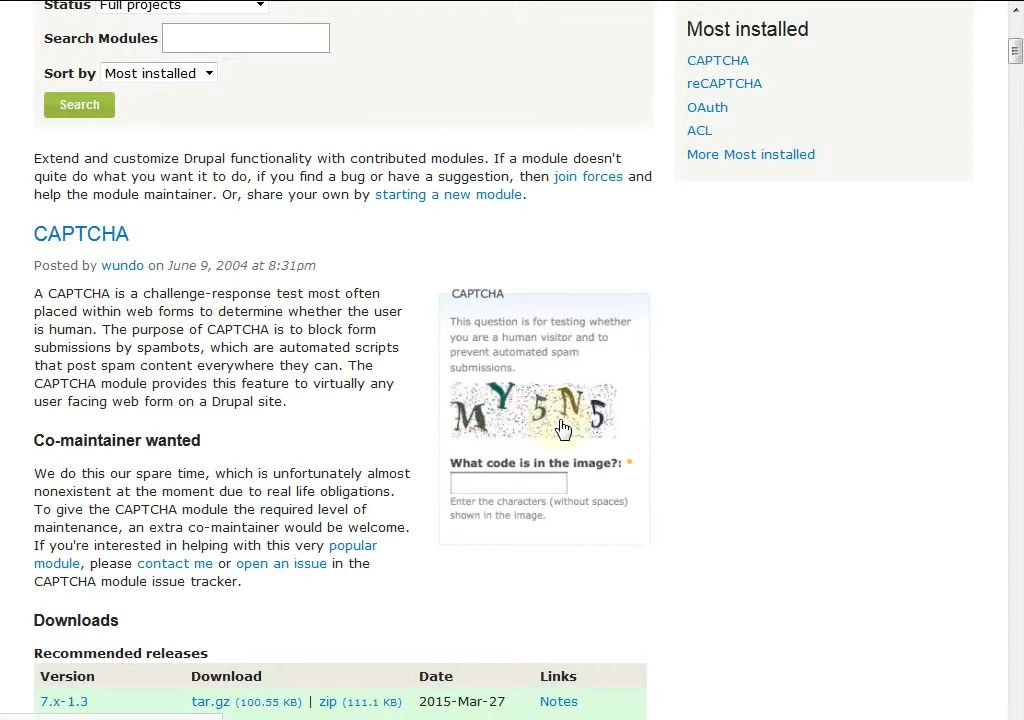 Status Full projects
Search Modules
Sort by Most installed
Search
Most installed
CAPTCHA
reCAPTCHA
OAuth
ACL
More Most installed
Extend and customize Drupal functionality with contributed modules. If a module doesn't
quite do what you want it to do, if you find a bug or have a suggestion, then join forces and
help the module maintainer. Or, share your own by starting a new module.
CAPTCHA
Posted by wundo on June 9, 2004 at 8:31pm
A CAPTCHA is a challenge-response test most often
placed within web forms to determine whether the user
is human. The purpose of CAPTCHA is to block form
submissions by spambots, which are automated scripts
that post spam content everywhere they can. The
CAPTCHA module provides this feature to virtually any
user facing web form on a Drupal site.
CAPTCHA
This question is for testing whether
you are a human visitor and to
prevent automated spam
submissions.
MY5N5
What code is in the image?: *
Enter the characters (without spaces)
shown in the image.
Co-maintainer wanted
We do this our spare time, which is unfortunately almost
nonexistent at the moment due to real life obligations.
To give the CAPTCHA module the required level of
maintenance, an extra co-maintainer would be welcome.
If you're interested in helping with this very popular
module, please contact me or open an issue in the
CAPTCHA module issue tracker.
Downloads
Recommended releases
Version Download Date Links
7.x-1.3 tar.gz (100.55 KB) | zip (111.1 KB) 2015-Mar-27 Notes